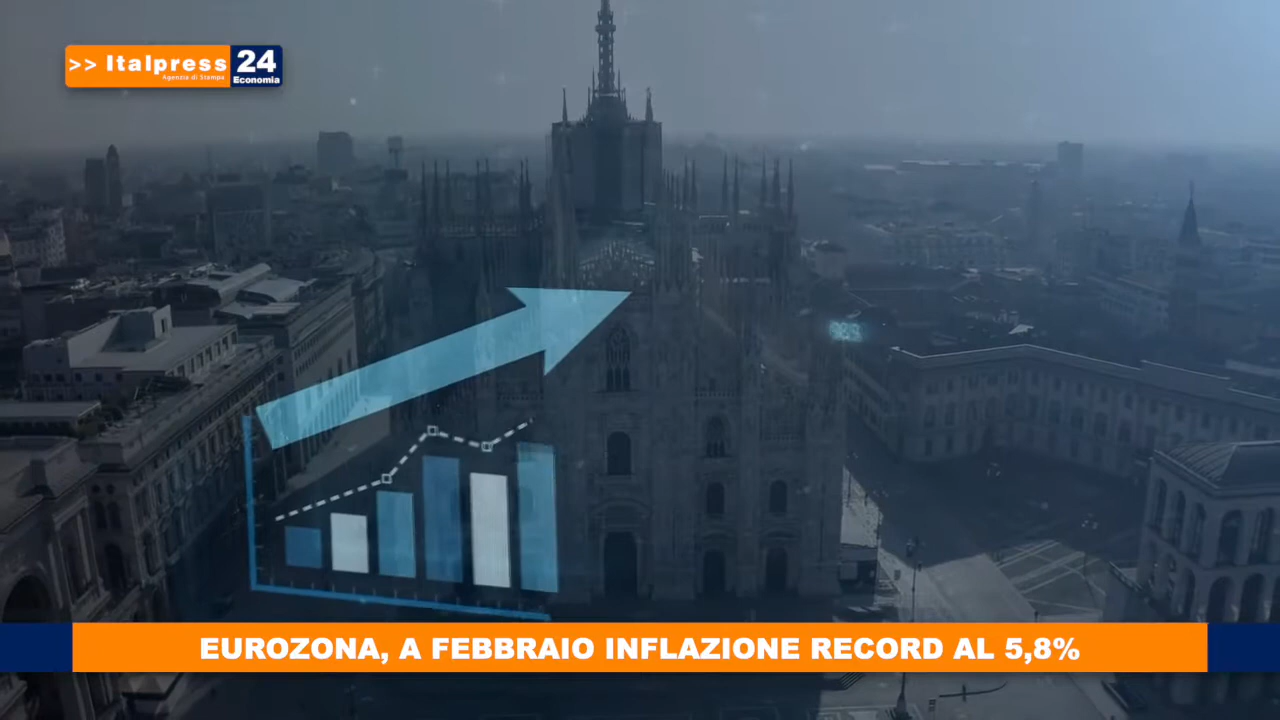 >> Italpress
Agenzia di Stampa
24
Economia
EUROZONA, A FEBBRAIO INFLAZIONE RECORD AL 5,8%